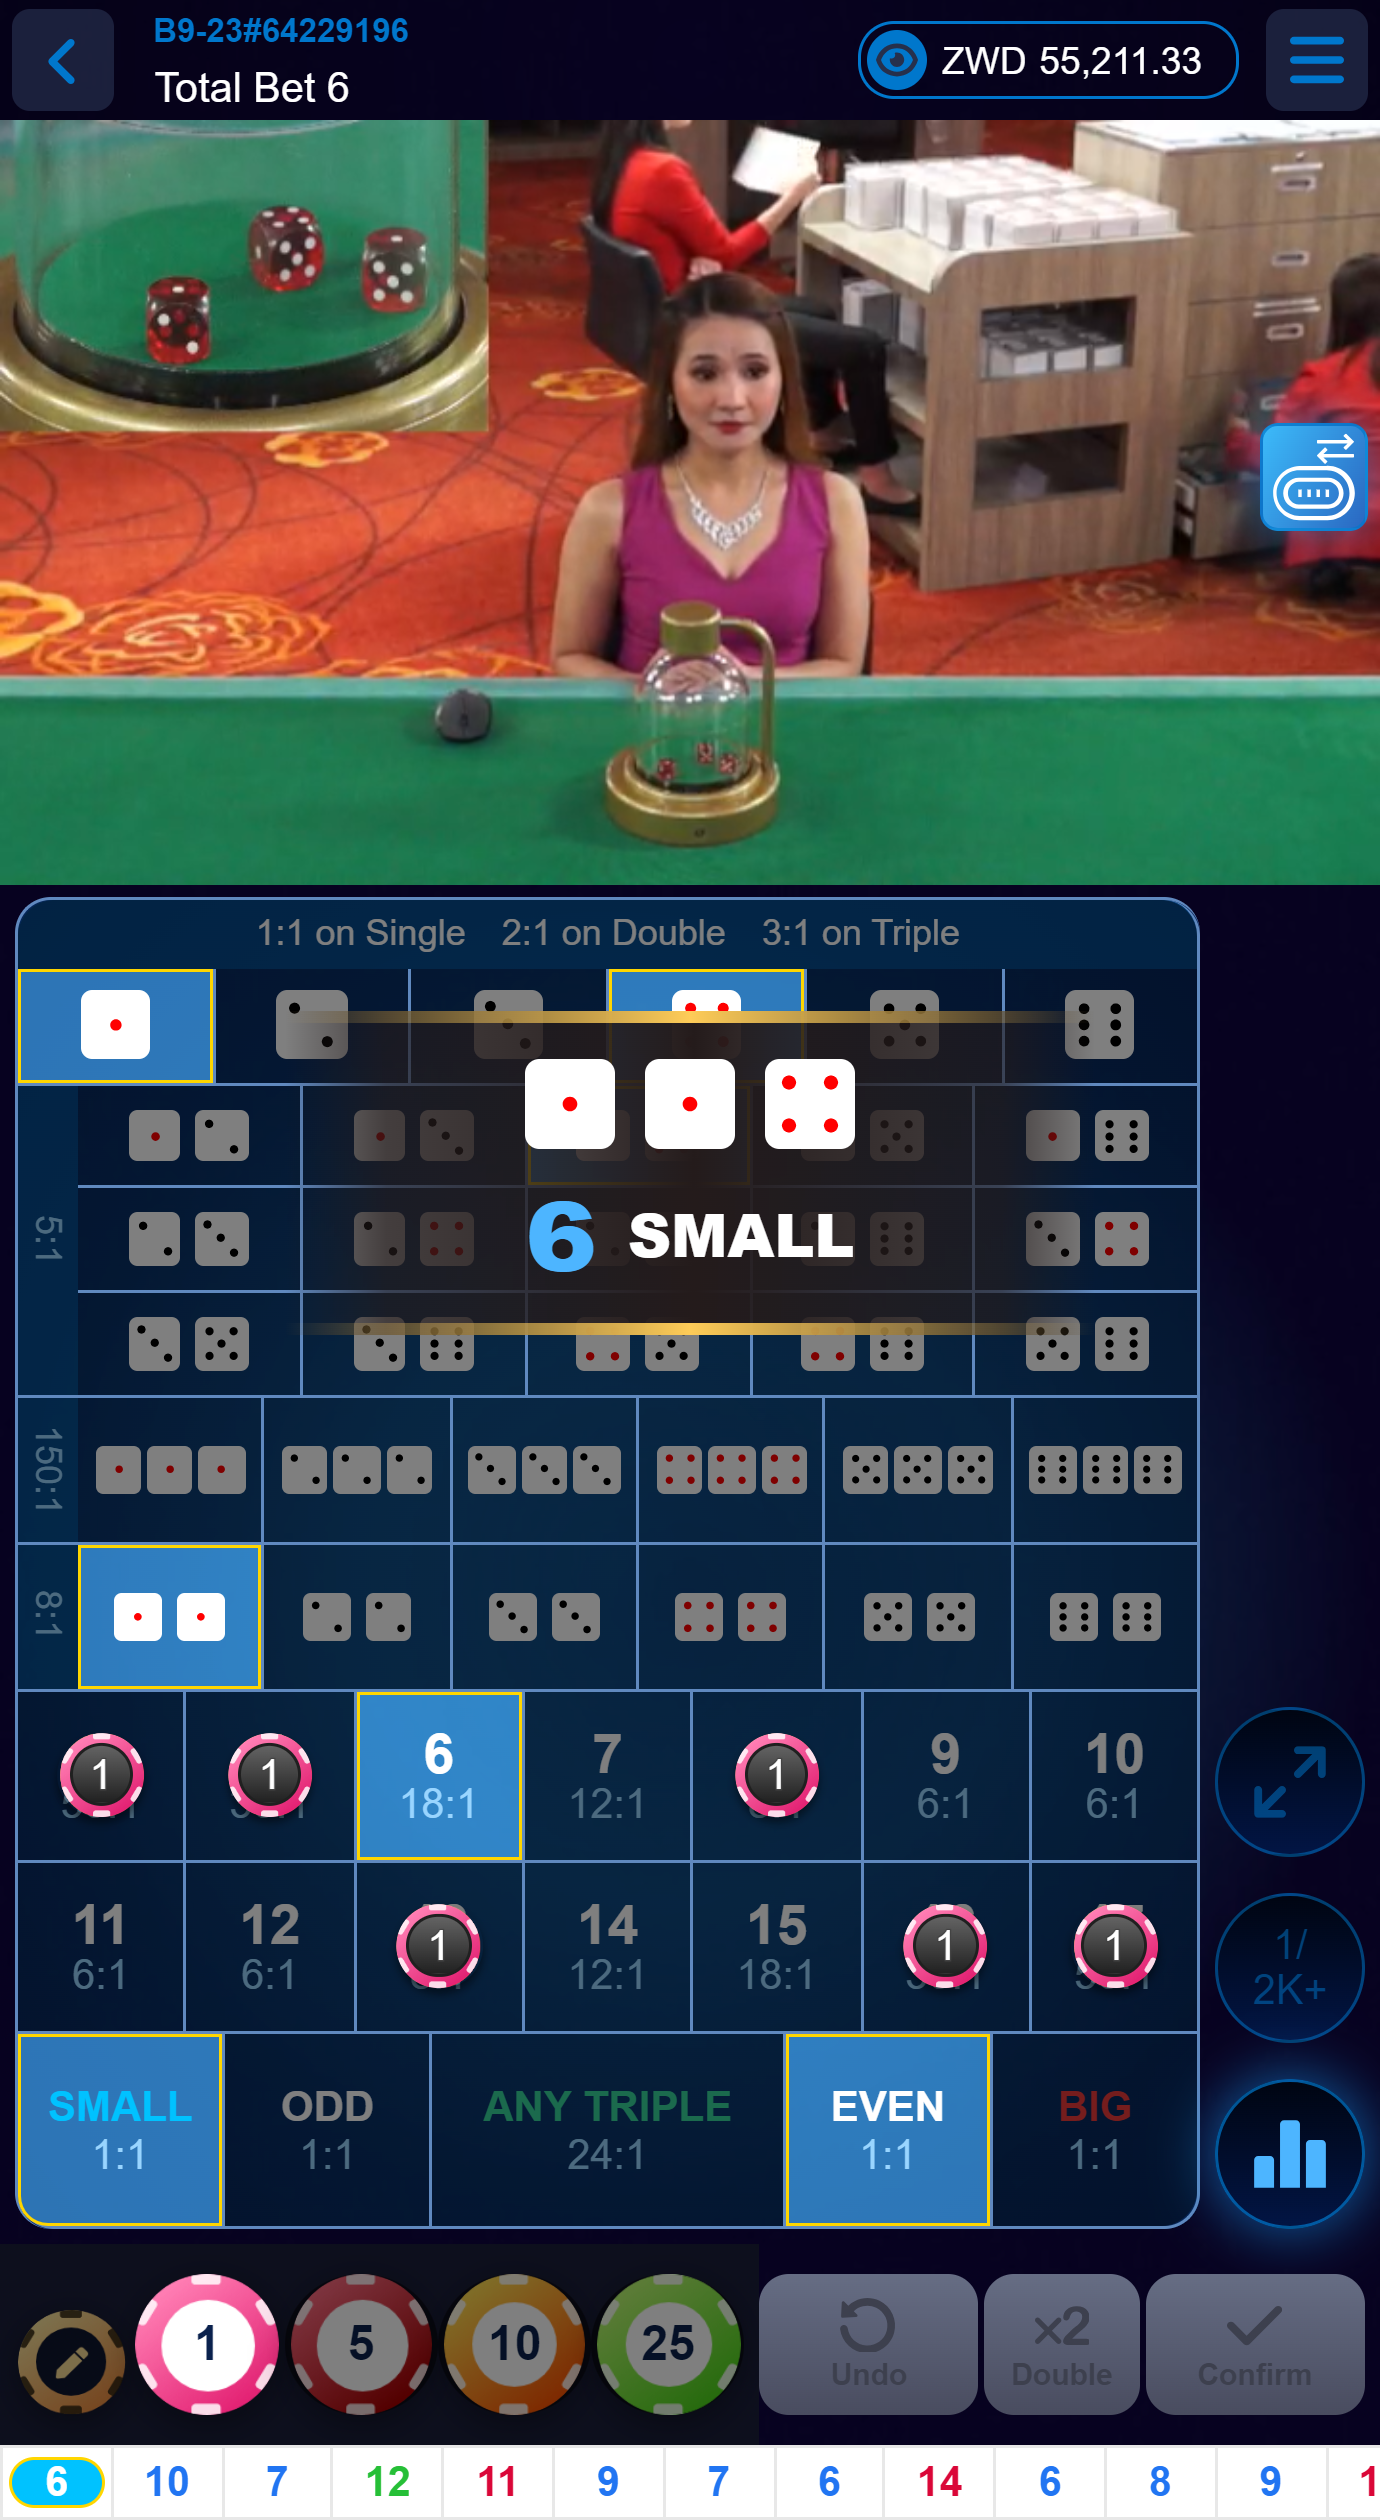 B9-23#64229196
Total Bet 6
ZWD 55,211.33
1:1 on Single 2:1 on Double 3:1 on Triple
5:1
6 SMALL
150:1
8:1
1 1 6 7 1 9 10
18:1 12:1 6:1 6:1
11 12 1 14 15 1 1
6:1 6:1 12:1 18:1
SMALL ODD ANY TRIPLE EVEN BIG
1:1 1:1 24:1 1:1 1:1
1/
2K+
1 5 10 25
x2
Undo Double Confirm
6 10 7 12 11 9 7 6 14 6 8 9